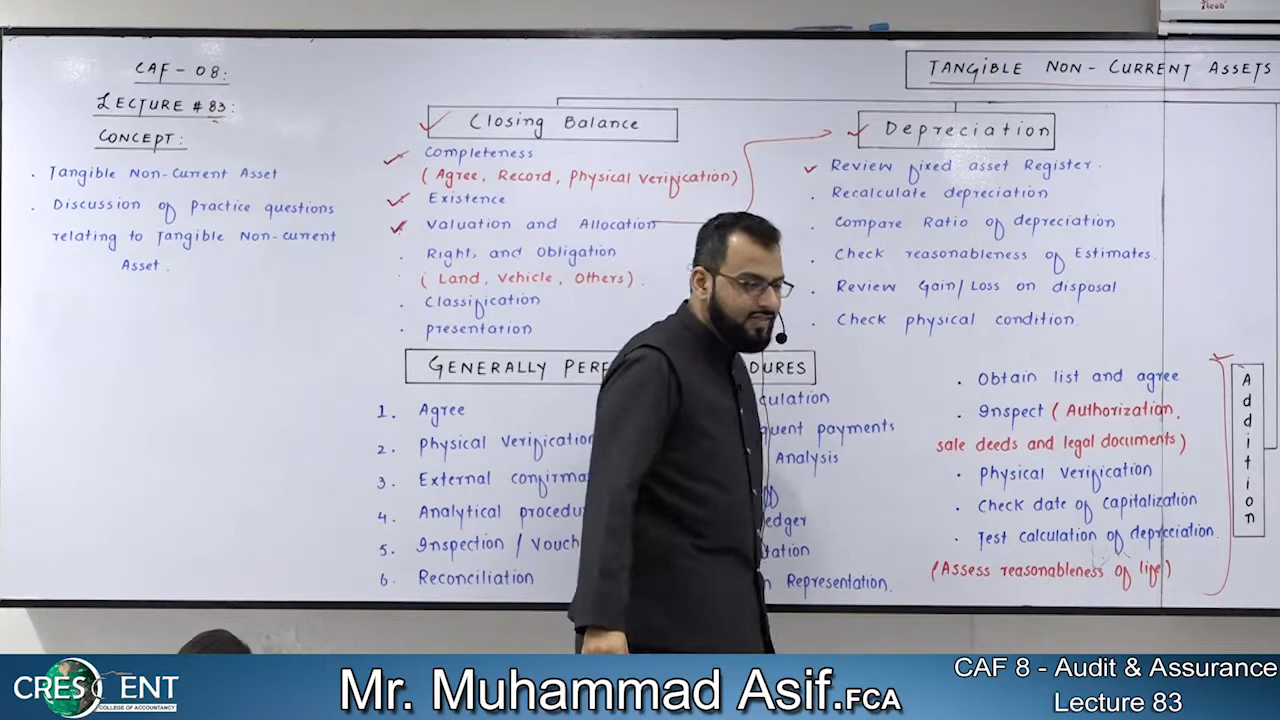 CAF - 08:
LECTURE # 83:
CONCEPT:
. Tangible Non-Current Asset
. Discussion of Practice questions
relating to Tangible Non-current
Asset.
TANGIBLE NON-CURRENT ASSETS
Closing Balance
Completeness
(Agree, Record, Physical verification)
Existence
Valuation and Allocation
. Right, and Obligation
(Land, Vehicle, Others).
. Classification
. presentation
Depreciation
Review fixed asset Register.
. Recalculate depreciation
. Compare Ratio of depreciation
. Check reasonableness of Estimates.
. Review Gain/Loss on disposal
. Check physical condition.
GENERALLY PERF
DURES
1. Agree
2. Physical Verification
3. External confirma
4. Analytical procedu
5. Inspection / Vouch
6. Reconciliation
culation
quent payments
Analysis
ff
edger
tation
n Representation.
Addition
. Obtain list and agree
. Inspect (Authorization,
sale deeds and legal documents)
. Physical verification
. Check date of capitalization
. Test calculation of depreciation.
(Assess reasonableness of life)
CRESCENT
COLLEGE OF ACCOUNTANCY
Mr. Muhammad Asif.FCA
CAF 8 - Audit & Assurance
Lecture 83